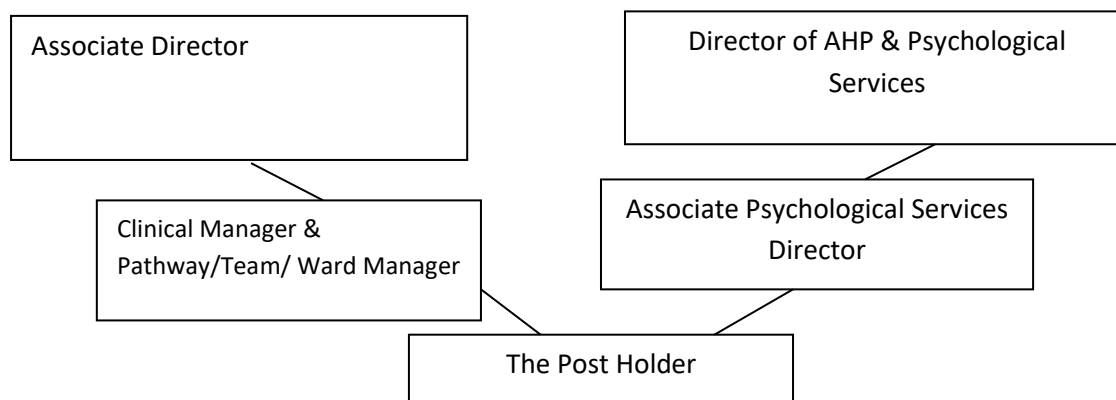 Associate Director
Director of AHP & Psychological
Services
Clinical Manager &
Pathway/Team/ Ward Manager
Associate Psychological Services
Director
The Post Holder